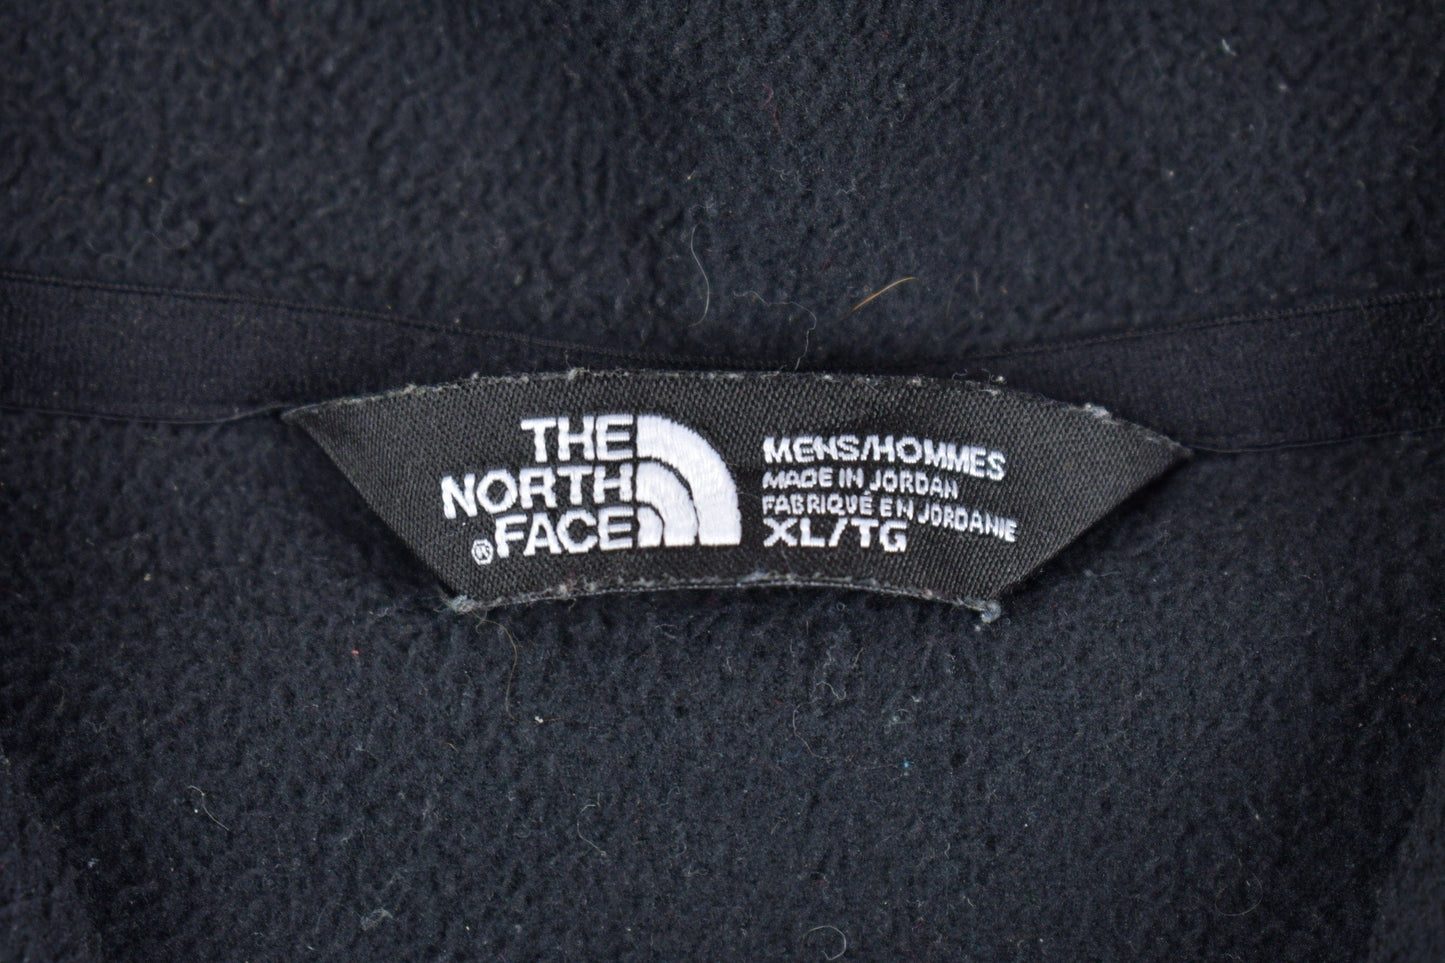 THE
NORTH
FACE
®
MENS/HOMMES
MADE IN JORDAN
FABRIQUÉ EN JORDANIE
XL/TG